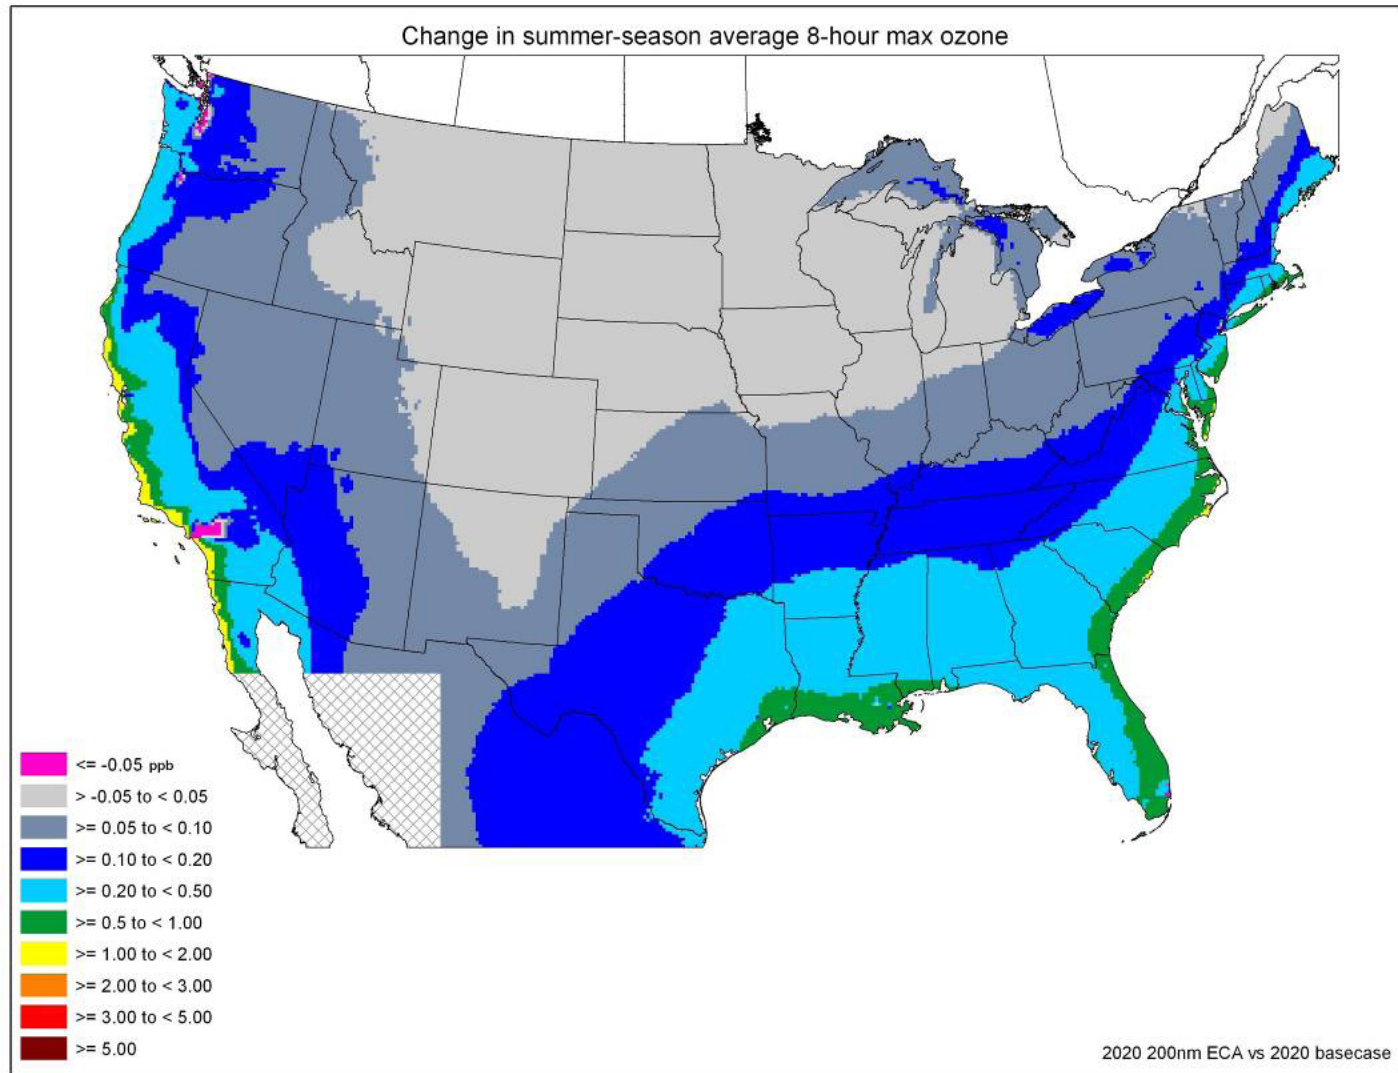 Change in summer-season average 8-hour max ozone
<= -0.05 ppb
> -0.05 to < 0.05
>= 0.05 to < 0.10
>= 0.10 to < 0.20
>= 0.20 to < 0.50
>= 0.5 to < 1.00
>= 1.00 to < 2.00
>= 2.00 to < 3.00
>= 3.00 to < 5.00
>= 5.00
2020 200nm ECA vs 2020 basecase